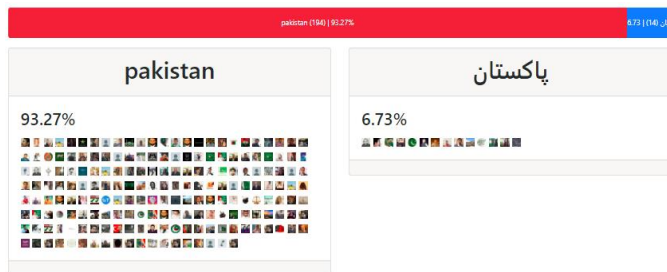 pakistan (194) | 93.27%
(14) | 6.73
pakistan
پاکستان
93.27%
6.73%